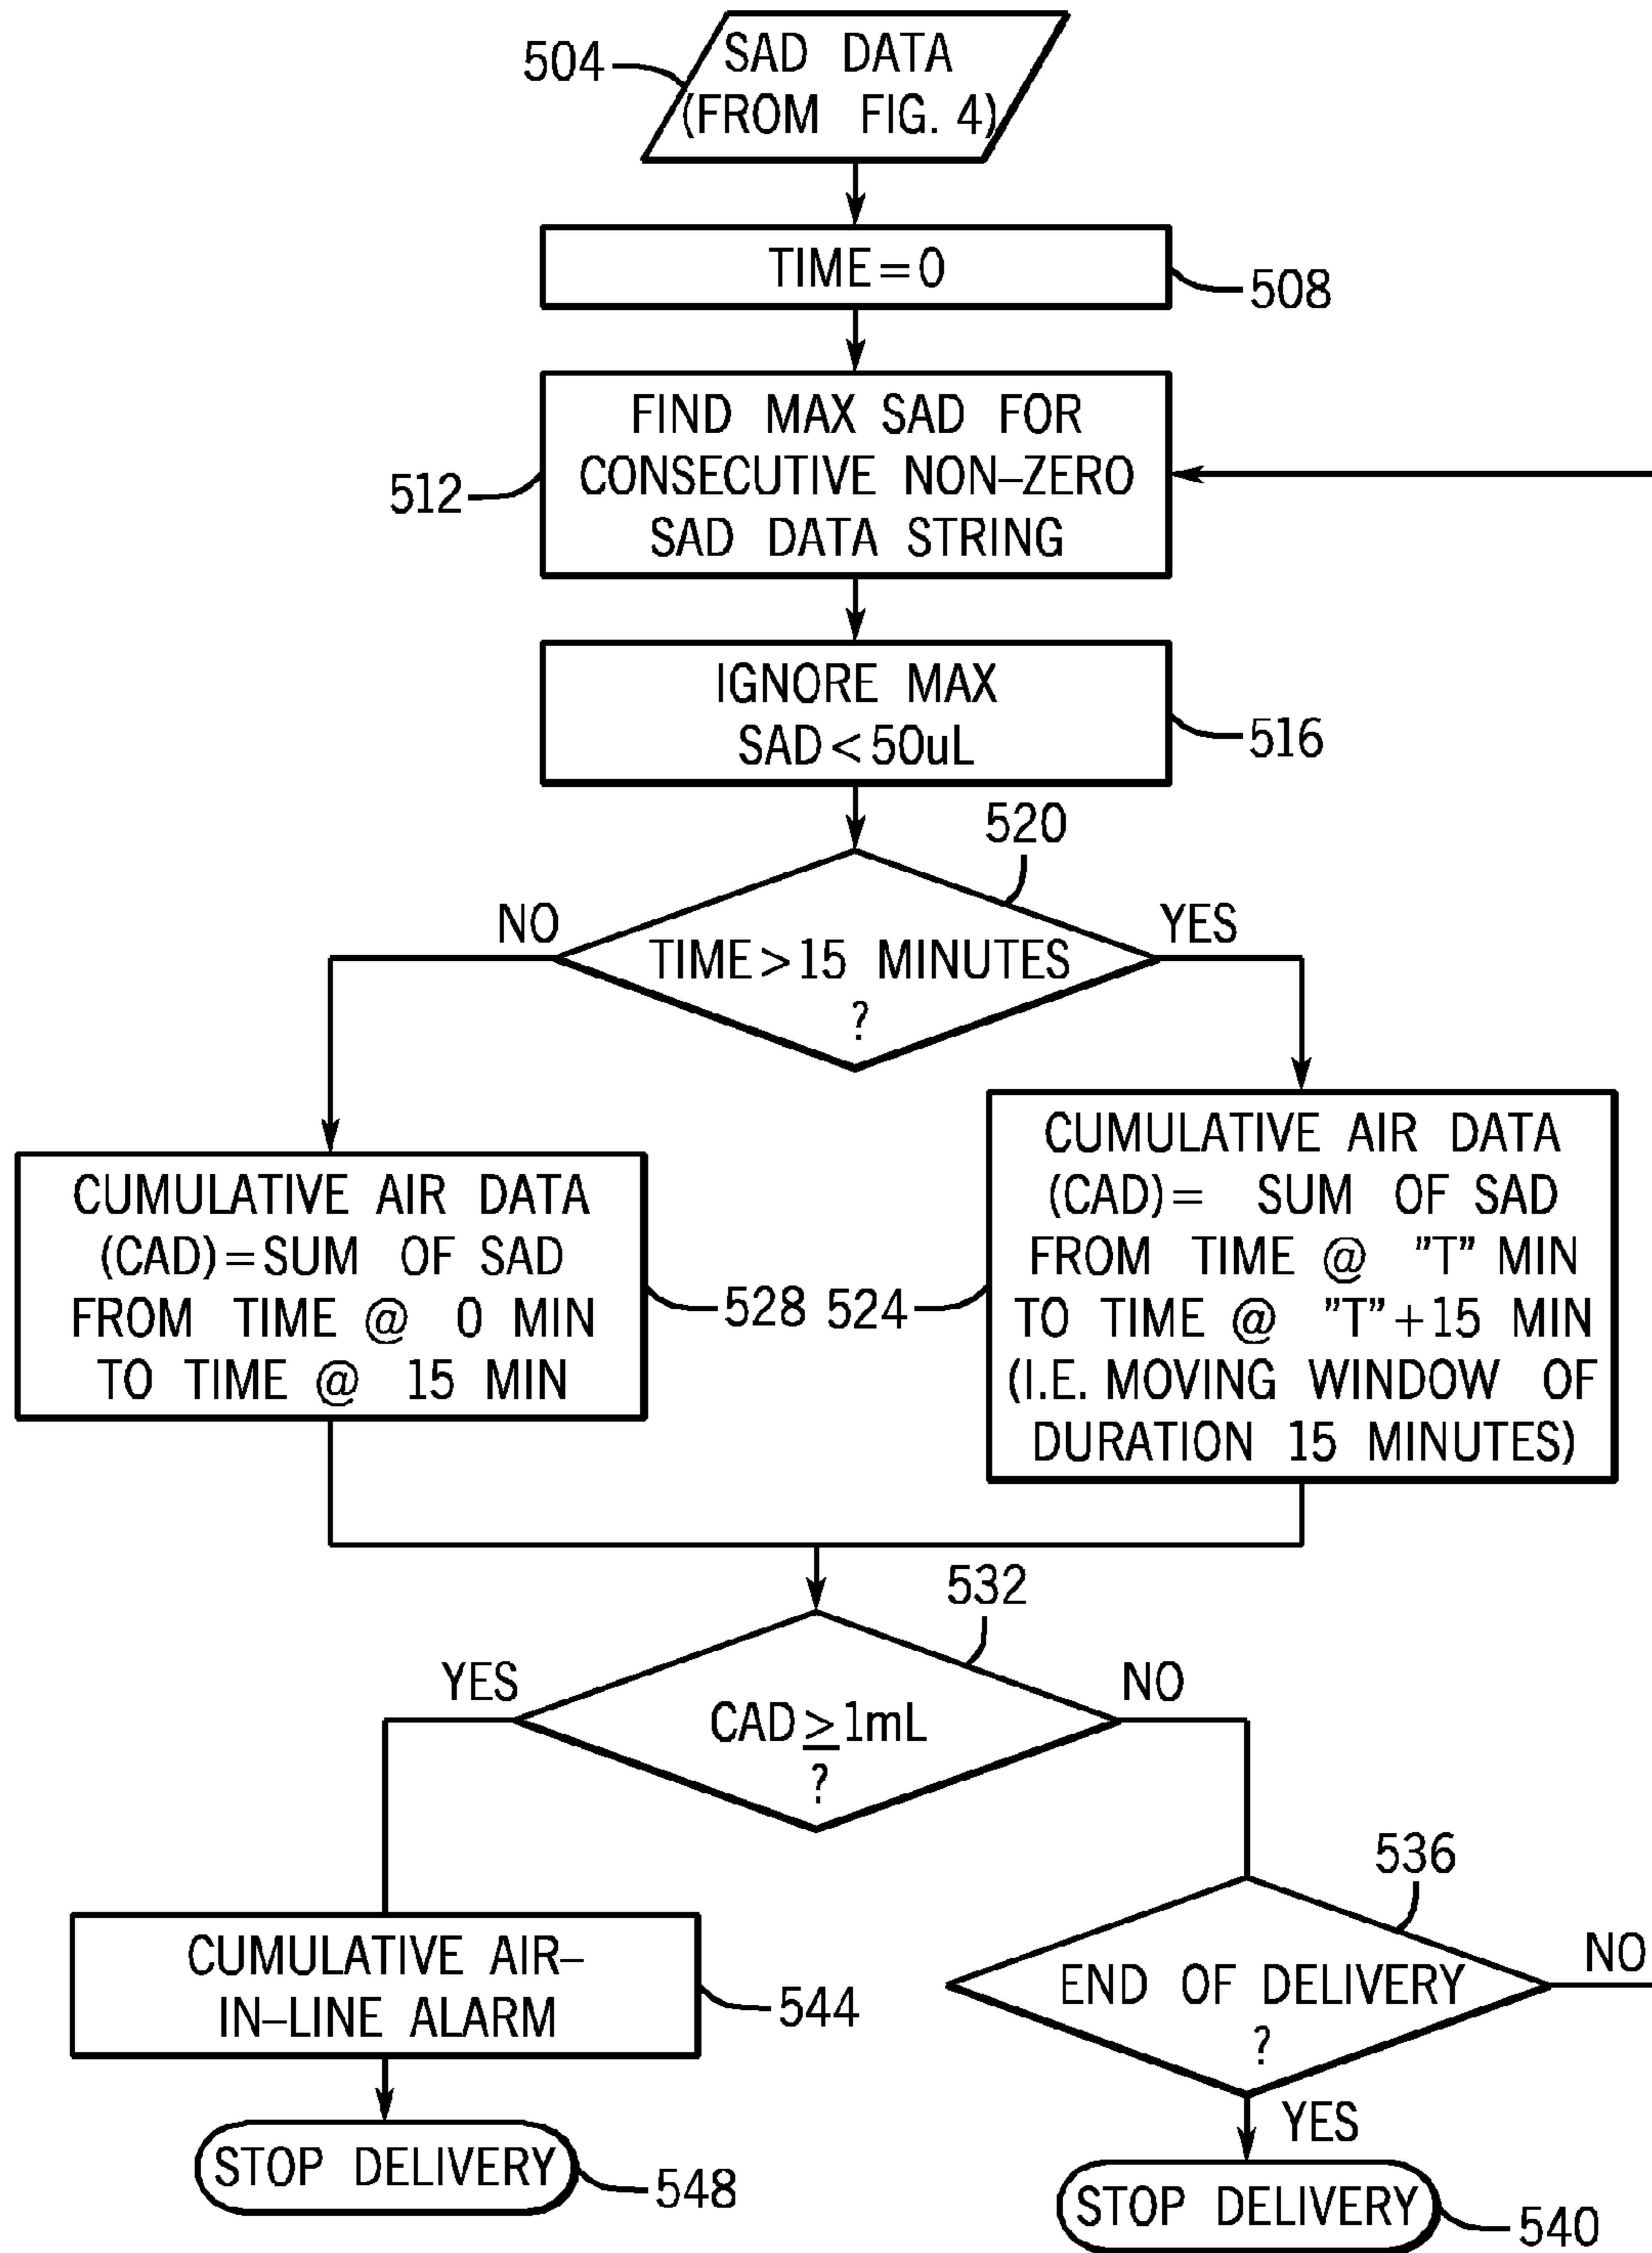 504
SAD DATA
(FROM FIG. 4)
TIME=0
508
FIND MAX SAD FOR
CONSECUTIVE NON–ZERO
SAD DATA STRING
512
IGNORE MAX
SAD<50uL
516
520
NO
YES
TIME>15 MINUTES
?
CUMULATIVE AIR DATA
(CAD)=SUM OF SAD
FROM TIME @ 0 MIN
TO TIME @ 15 MIN
528
524
CUMULATIVE AIR DATA
(CAD)= SUM OF SAD
FROM TIME @ "T" MIN
TO TIME @ "T"+15 MIN
(I.E. MOVING WINDOW OF
DURATION 15 MINUTES)
532
YES
NO
CAD≥1mL
?
536
NO
END OF DELIVERY
?
YES
CUMULATIVE AIR–
IN–LINE ALARM
544
STOP DELIVERY
548
STOP DELIVERY
540